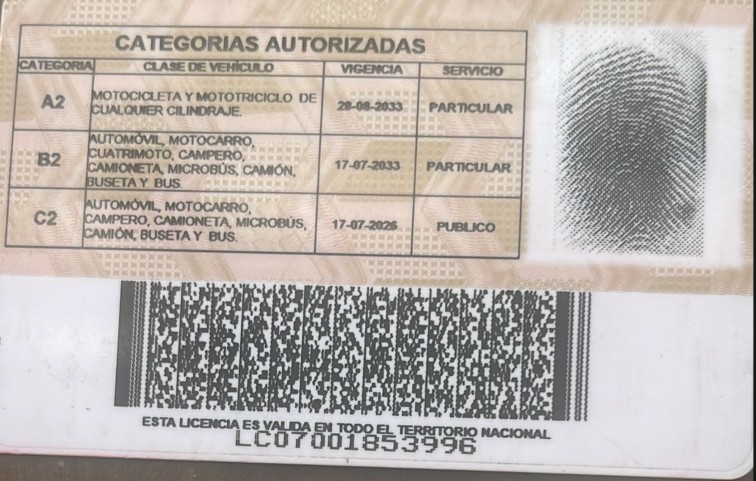 CATEGORIAS AUTORIZADAS
CATEGORIA CLASE DE VEHÍCULO VIGENCIA SERVICIO
A2 MOTOCICLETA Y MOTOTRICICLO DE CUALQUIER CILINDRAJE. 28-08-2033 PARTICULAR
B2 AUTOMÓVIL, MOTOCARRO, CUATRIMOTO, CAMPERO, CAMIONETA, MICROBÚS, CAMIÓN, BUSETA Y BUS 17-07-2033 PARTICULAR
C2 AUTOMÓVIL, MOTOCARRO, CAMPERO, CAMIONETA, MICROBÚS, CAMIÓN, BUSETA Y BUS. 17-07-2026 PUBLICO
ESTA LICENCIA ES VALIDA EN TODO EL TERRITORIO NACIONAL
LC07001853996